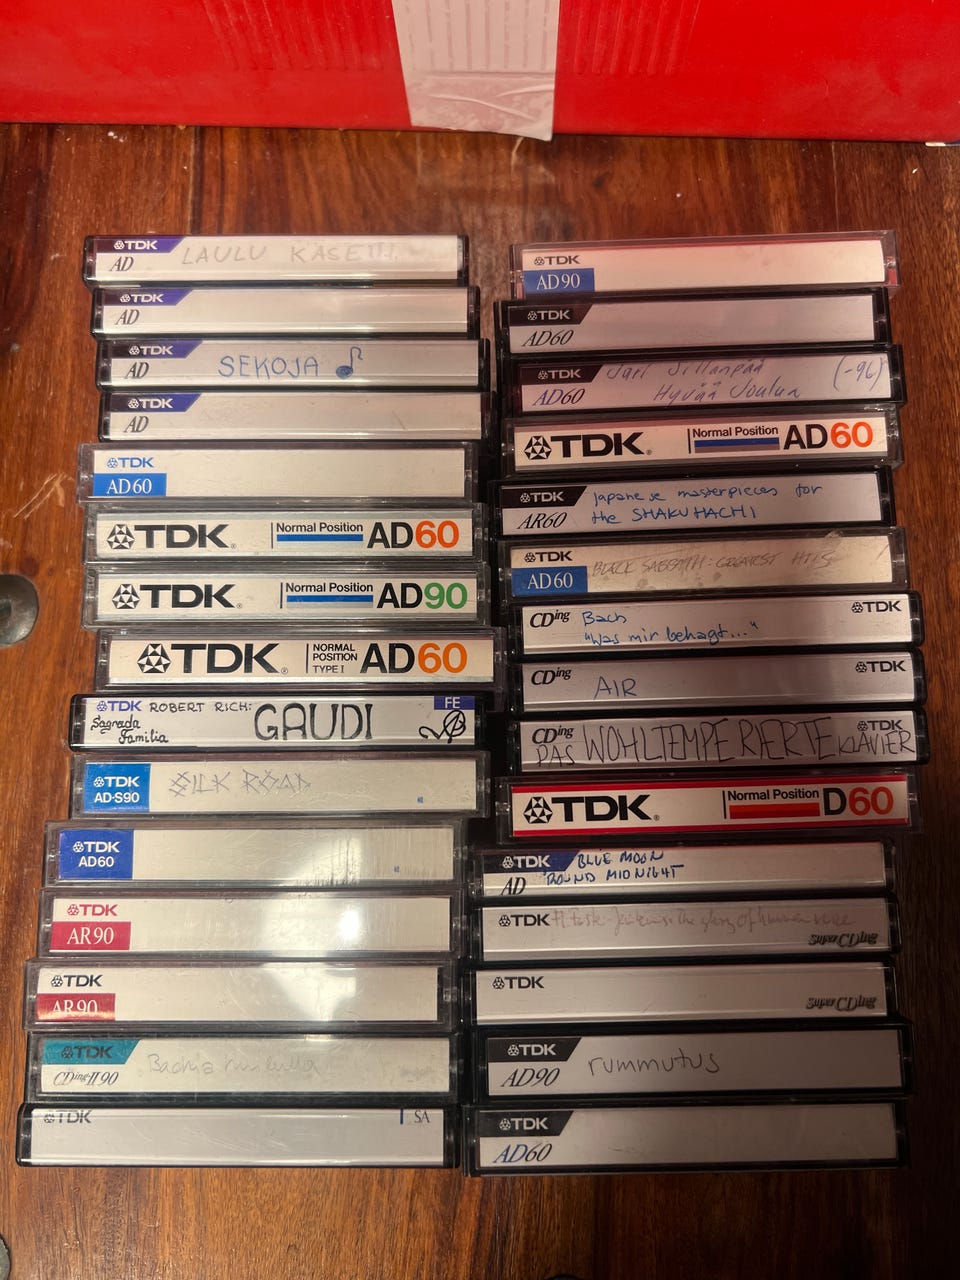 TDK LAULU KASE!!!
AD
TDK
AD
TDK
AD SEKOJA
TDK
AD
TDK
AD60
TDK Normal Position AD60
TDK Normal Position AD90
TDK NORMAL POSITION TYPE I AD60
TDK ROBERT RICH: GAUDI FE
Sagrada
Familia
TDK SILK ROAD
AD-S90
TDK
AD60
TDK
AR90
TDK
AR90
TDK
CDing-II 90
TDK SA
TDK
AD90
TDK
AD60
TDK Jari Sillanpää (-96)
AD60 Hyvää Joulua
TDK Normal Position AD60
TDK Japanese masterpieces for
AR60 the SHAKUHACHI
TDK BLACK SABBATH: GREATEST HITS
AD60
CDing Bach TDK
"Was mir behagt..."
CDing AIR TDK
CDing TDK
DAS WOHLTEMPERIERTE KLAVIER
TDK Normal Position D60
TDK BLUE MOON
AD ROUND MIDNIGHT
TDK
Super CDing
TDK
Super CDing
TDK
AD90 rummutus
TDK
AD60